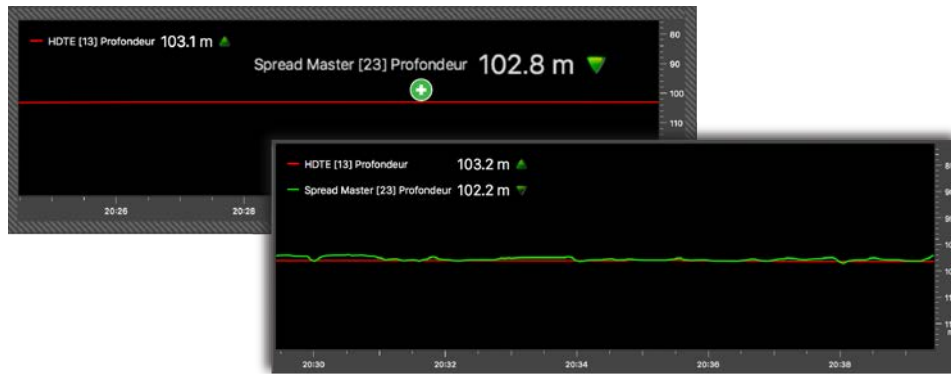 HDTE [13] Profondeur 103.1 m
Spread Master [23] Profondeur 102.8 m
80
90
100
110
20:26 20:28
HDTE [13] Profondeur 103.2 m
Spread Master [23] Profondeur 102.2 m
20:30 20:32 20:34 20:36 20:38